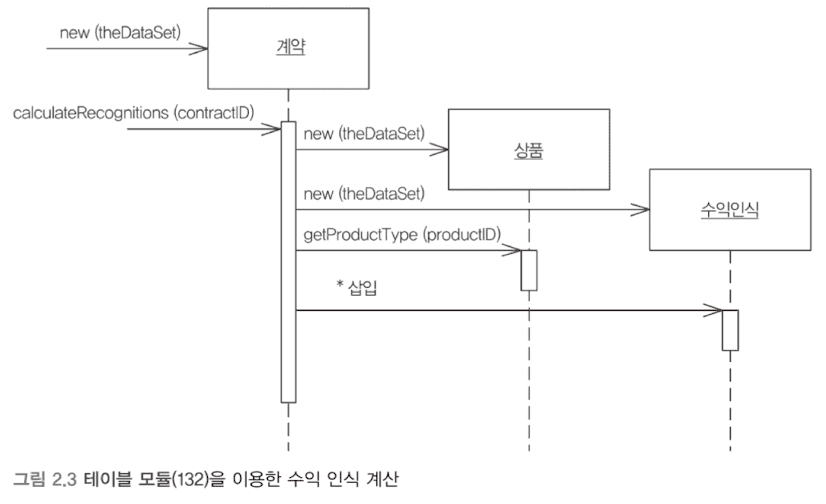 new (theDataSet)
계약
calculateRecognitions (contractID)
new (theDataSet)
상품
new (theDataSet)
수익인식
getProductType (productID)
* 삽입
그림 2.3 테이블 모듈(132)을 이용한 수익 인식 계산